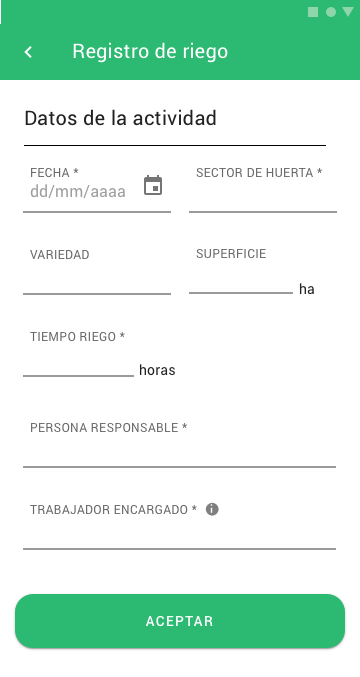 Registro de riego
Datos de la actividad
FECHA *
SECTOR DE HUERTA *
dd/mm/aaaa
VARIEDAD
SUPERFICIE
ha
TIEMPO RIEGO *
horas
PERSONA RESPONSABLE *
TRABAJADOR ENCARGADO *
ACEPTAR